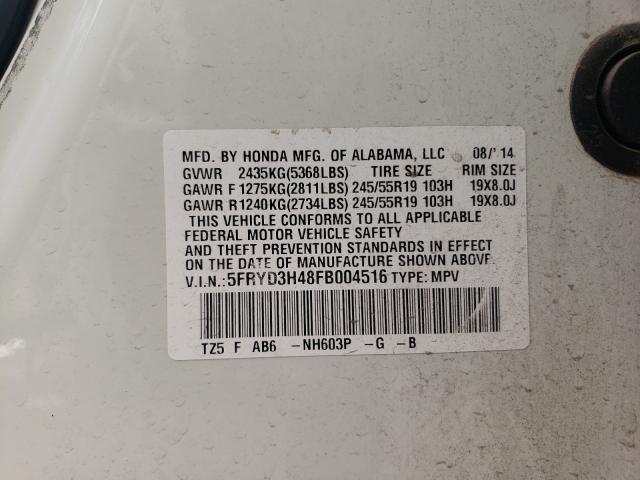 MFD. BY HONDA MFG. OF ALABAMA, LLC 08/'14
GVWR 2435KG(5368LBS) TIRE SIZE RIM SIZE
GAWR F 1275KG(2811LBS) 245/55R19 103H 19X8.0J
GAWR R1240KG(2734LBS) 245/55R19 103H 19X8.0J
THIS VEHICLE CONFORMS TO ALL APPLICABLE
FEDERAL MOTOR VEHICLE SAFETY
AND THEFT PREVENTION STANDARDS IN EFFECT
ON THE DATE OF MANUFACTURE SHOWN ABOVE.
V.I.N.:5FRYD3H48FB004516 TYPE: MPV
TZ5 F AB6 -NH603P -G -B